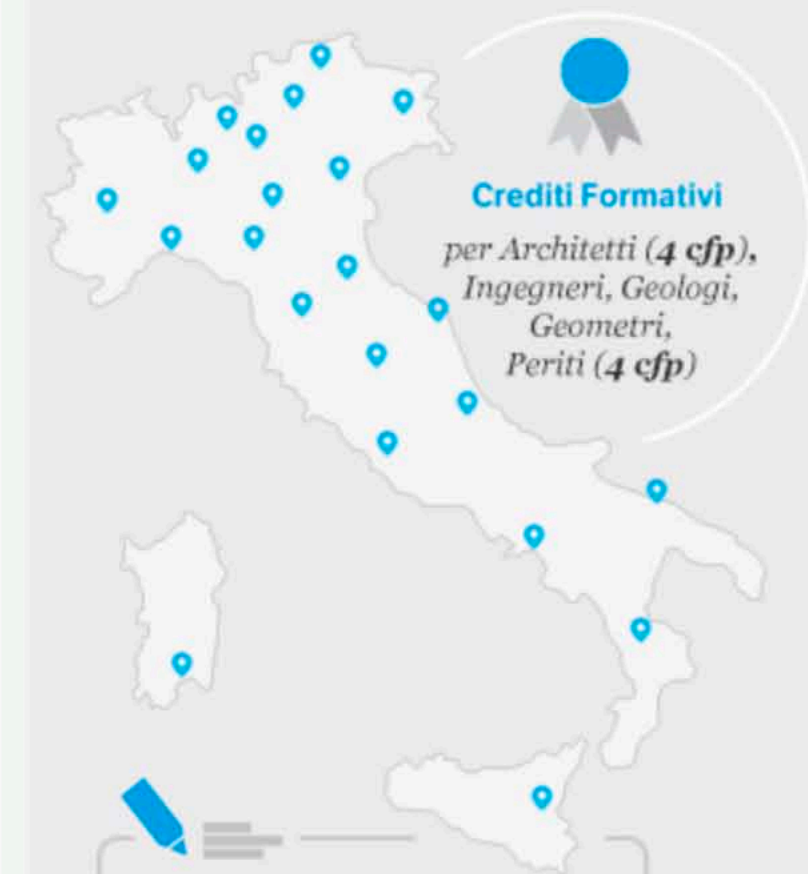 Crediti Formativi
per Architetti (4 cfp),
Ingegneri, Geologi,
Geometri,
Periti (4 cfp)